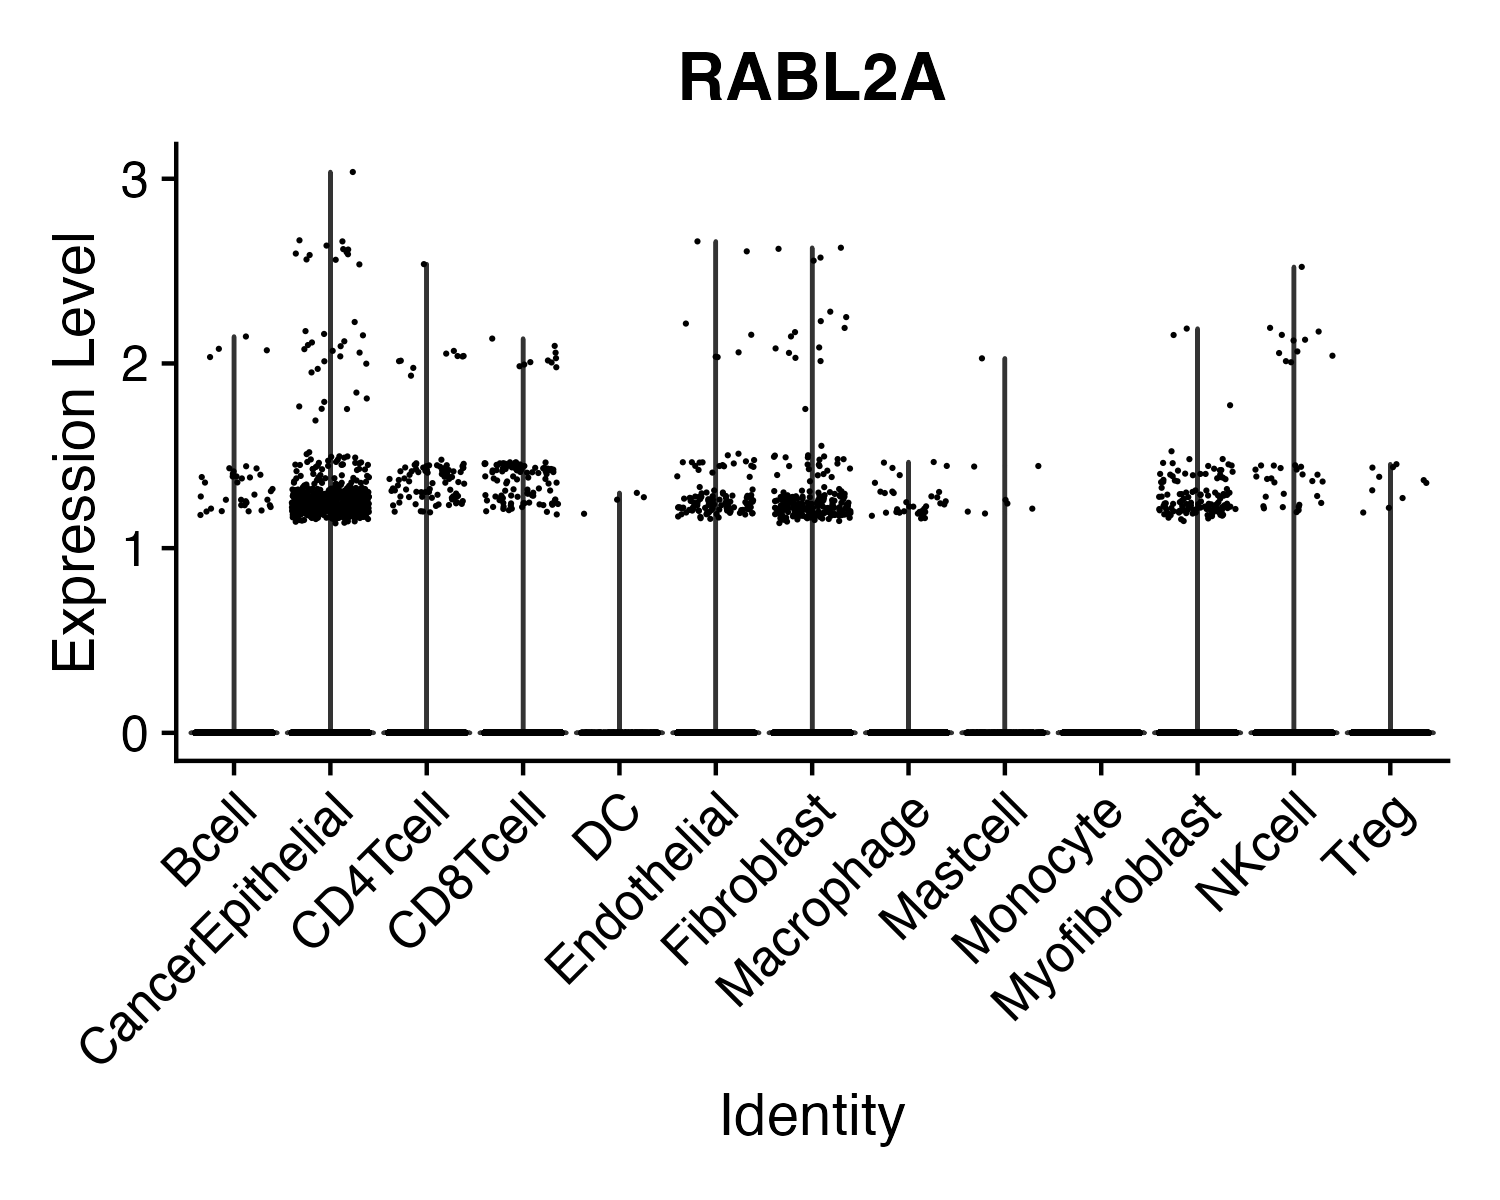 RABL2A
Expression Level
3
2
1
0
Bcell
CancerEpithelial
CD4Tcell
CD8Tcell
DC
Endothelial
Fibroblast
Macrophage
Mastcell
Monocyte
Myofibroblast
NKcell
Treg
Identity